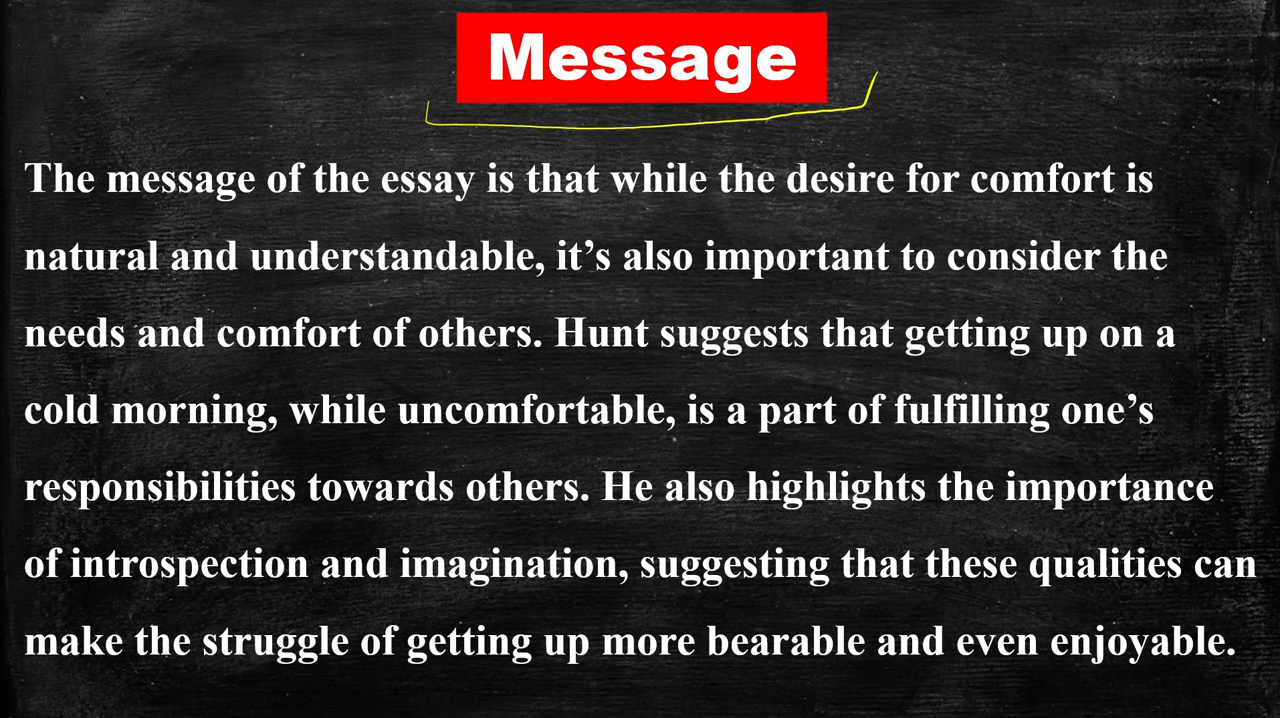 Message
The message of the essay is that while the desire for comfort is
natural and understandable, it’s also important to consider the
needs and comfort of others. Hunt suggests that getting up on a
cold morning, while uncomfortable, is a part of fulfilling one’s
responsibilities towards others. He also highlights the importance
of introspection and imagination, suggesting that these qualities can
make the struggle of getting up more bearable and even enjoyable.